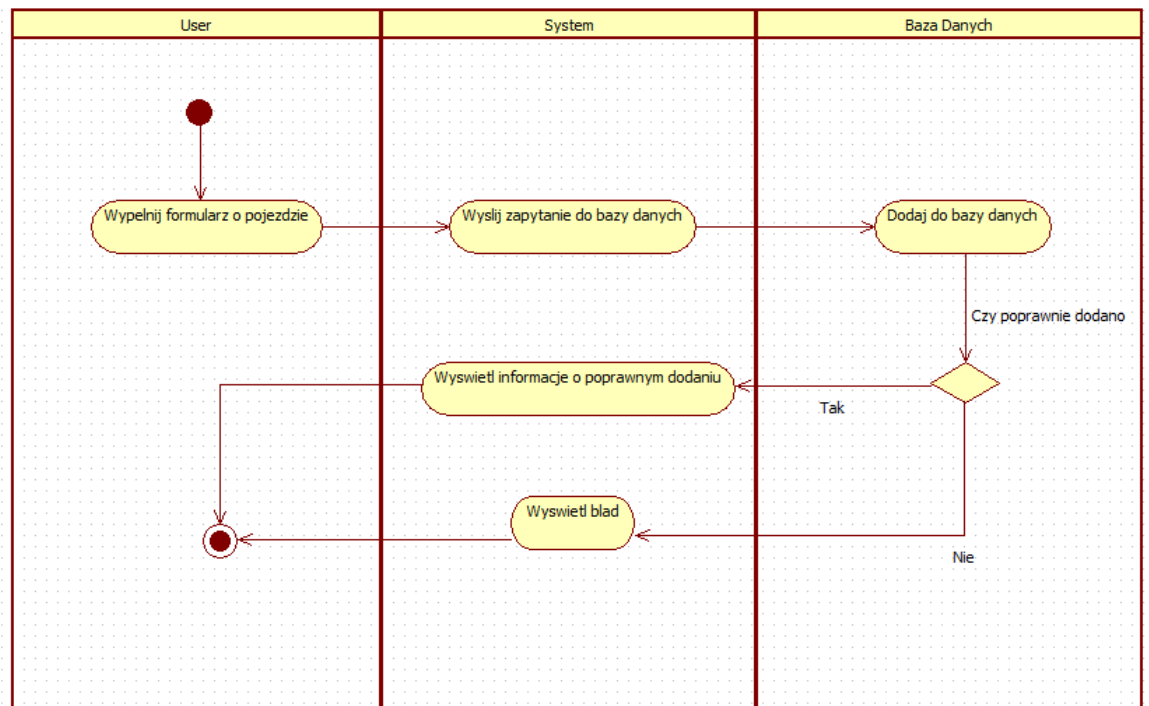 User
System
Baza Danych
Wypelnij formularz o pojezdzie
Wyslij zapytanie do bazy danych
Dodaj do bazy danych
Czy poprawnie dodano
Wyswietl informacje o poprawnym dodaniu
Tak
Wyswietl blad
Nie